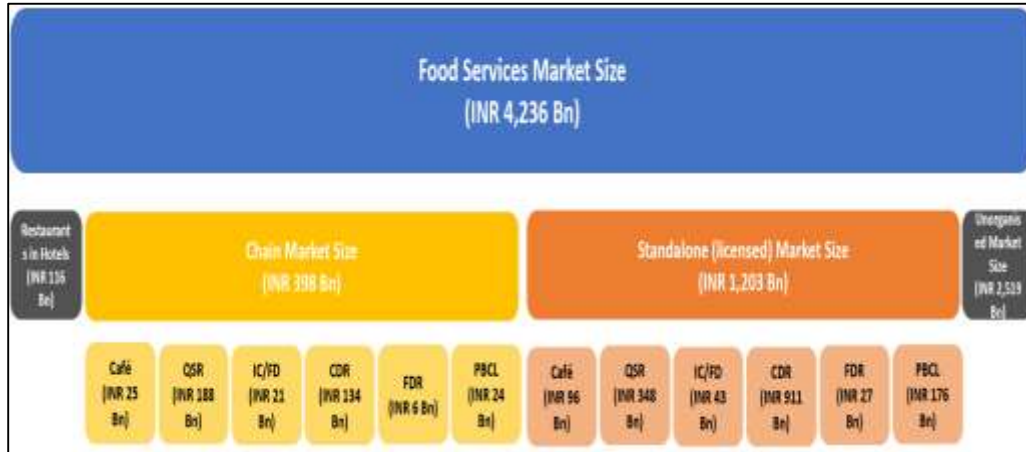 Food Services Market Size
(INR 4,236 Bn)
Restaurant
s in Hotels
(INR 116
Bn)
Chain Market Size
(INR 398 Bn)
Standalone (licensed) Market Size
(INR 1,203 Bn)
Unorganis
ed Market
Size
(INR 2,519
Bn)
Café
(INR 25
Bn)
QSR
(INR 188
Bn)
IC/FD
(INR 21
Bn)
CDR
(INR 134
Bn)
FDR
(INR 6 Bn)
PBCL
(INR 24
Bn)
Café
(INR 96
Bn)
QSR
(INR 348
Bn)
IC/FD
(INR 43
Bn)
CDR
(INR
Bn)
FDR
(INR 27
Bn)
PBCL
(INR 176
Bn)